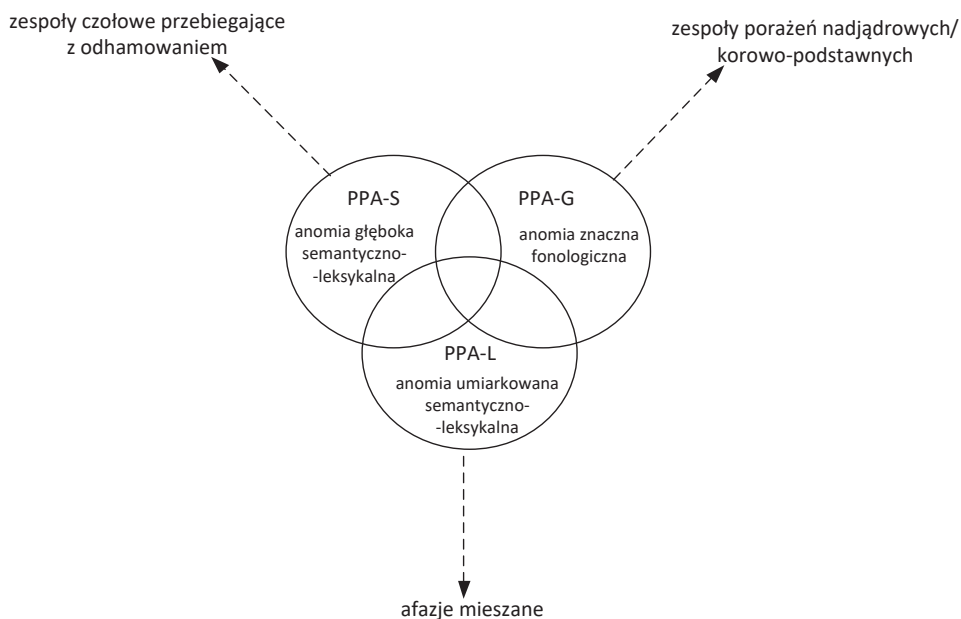 zespoły czołowe przebiegające
z odhamowaniem
zespoły porażeń nadjądrowych/
korowo-podstawnych
PPA-S
anomia głęboka
semantyczno-
-leksykalna
PPA-G
anomia znaczna
fonologiczna
PPA-L
anomia umiarkowana
semantyczno-
-leksykalna
afazje mieszane